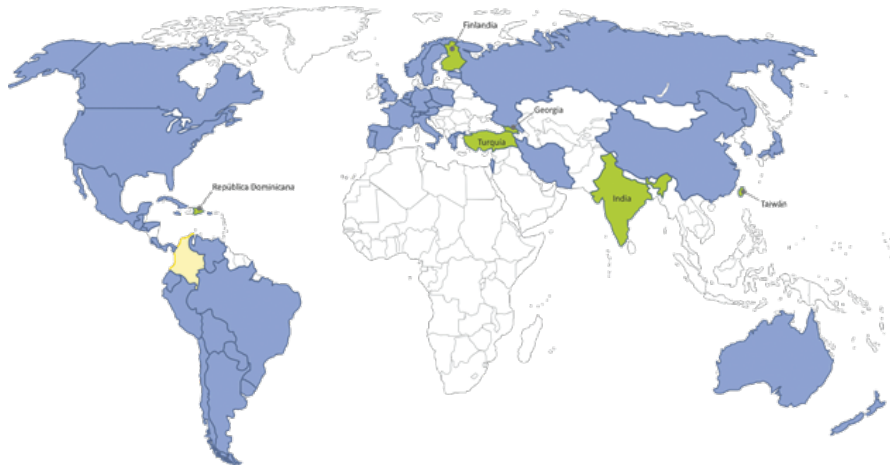 Finlandia
Georgia
Turquía
República Dominicana
India
Taiwán